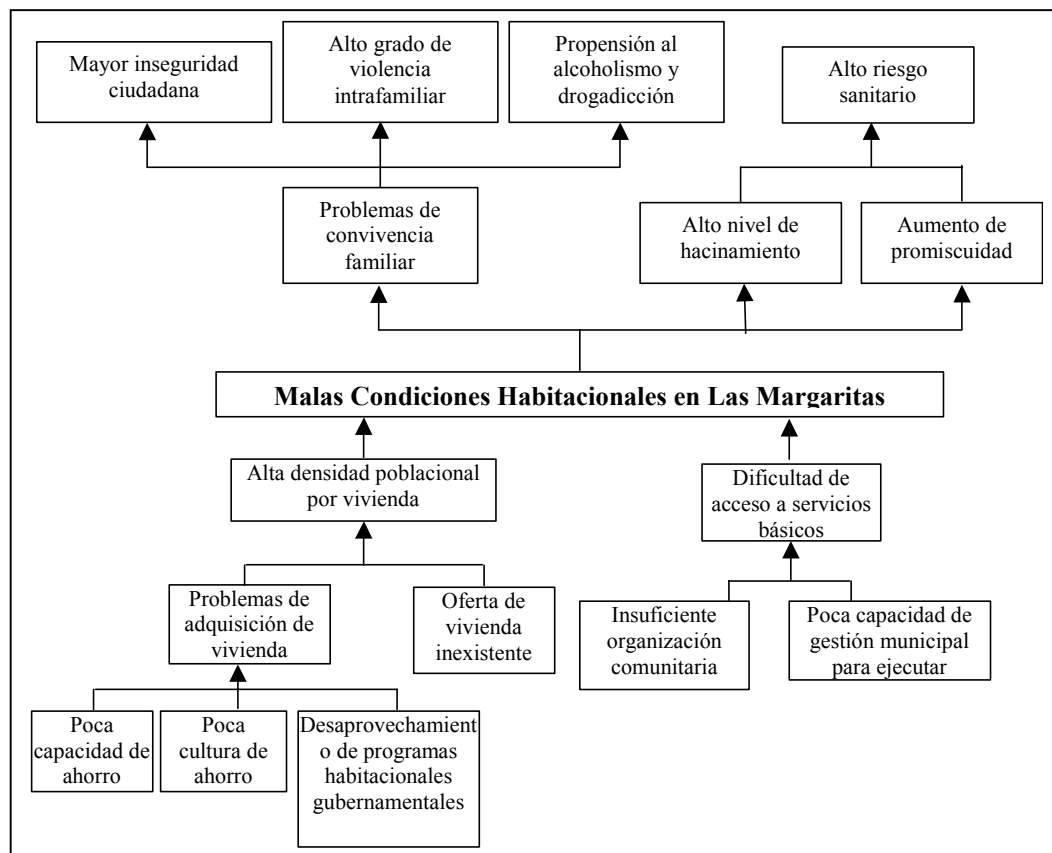 Mayor inseguridad
ciudadana
Alto grado de
violencia
intrafamiliar
Propensión al
alcoholismo y
drogadicción
Alto riesgo
sanitario
Problemas de
convivencia
familiar
Alto nivel de
hacinamiento
Aumento de
promiscuidad
Malas Condiciones Habitacionales en Las Margaritas
Alta densidad poblacional
por vivienda
Dificultad de
acceso a servicios
básicos
Problemas de
adquisición de
vivienda
Oferta de
vivienda
inexistente
Insuficiente
organización
comunitaria
Poca capacidad de
gestión municipal
para ejecutar
Poca
capacidad de
ahorro
Poca
cultura de
ahorro
Desaprovechamient
o de programas
habitacionales
gubernamentales